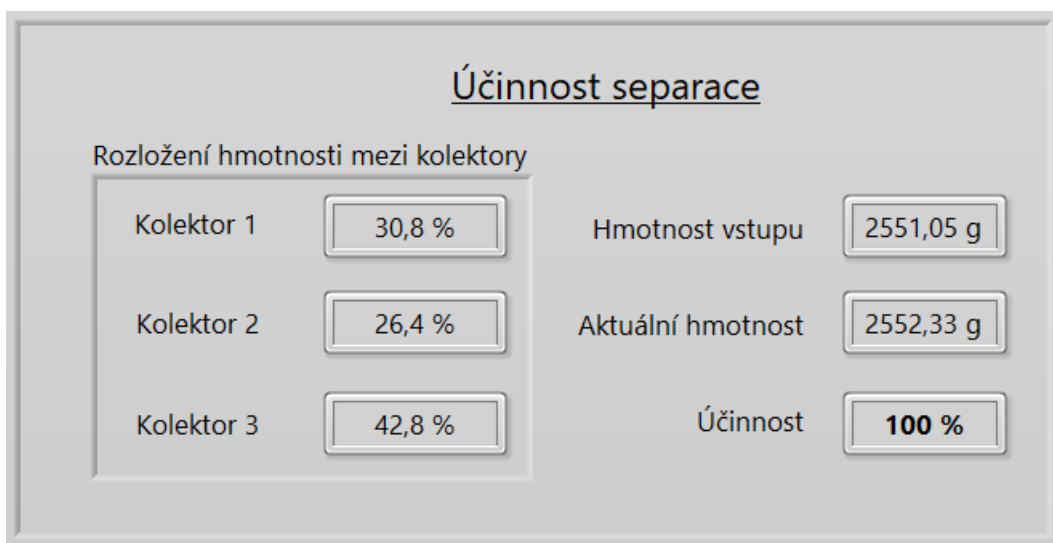 Účinnost separace
Rozložení hmotnosti mezi kolektory
Kolektor 1 30,8 %
Kolektor 2 26,4 %
Kolektor 3 42,8 %
Hmotnost vstupu 2551,05 g
Aktuální hmotnost 2552,33 g
Účinnost 100 %